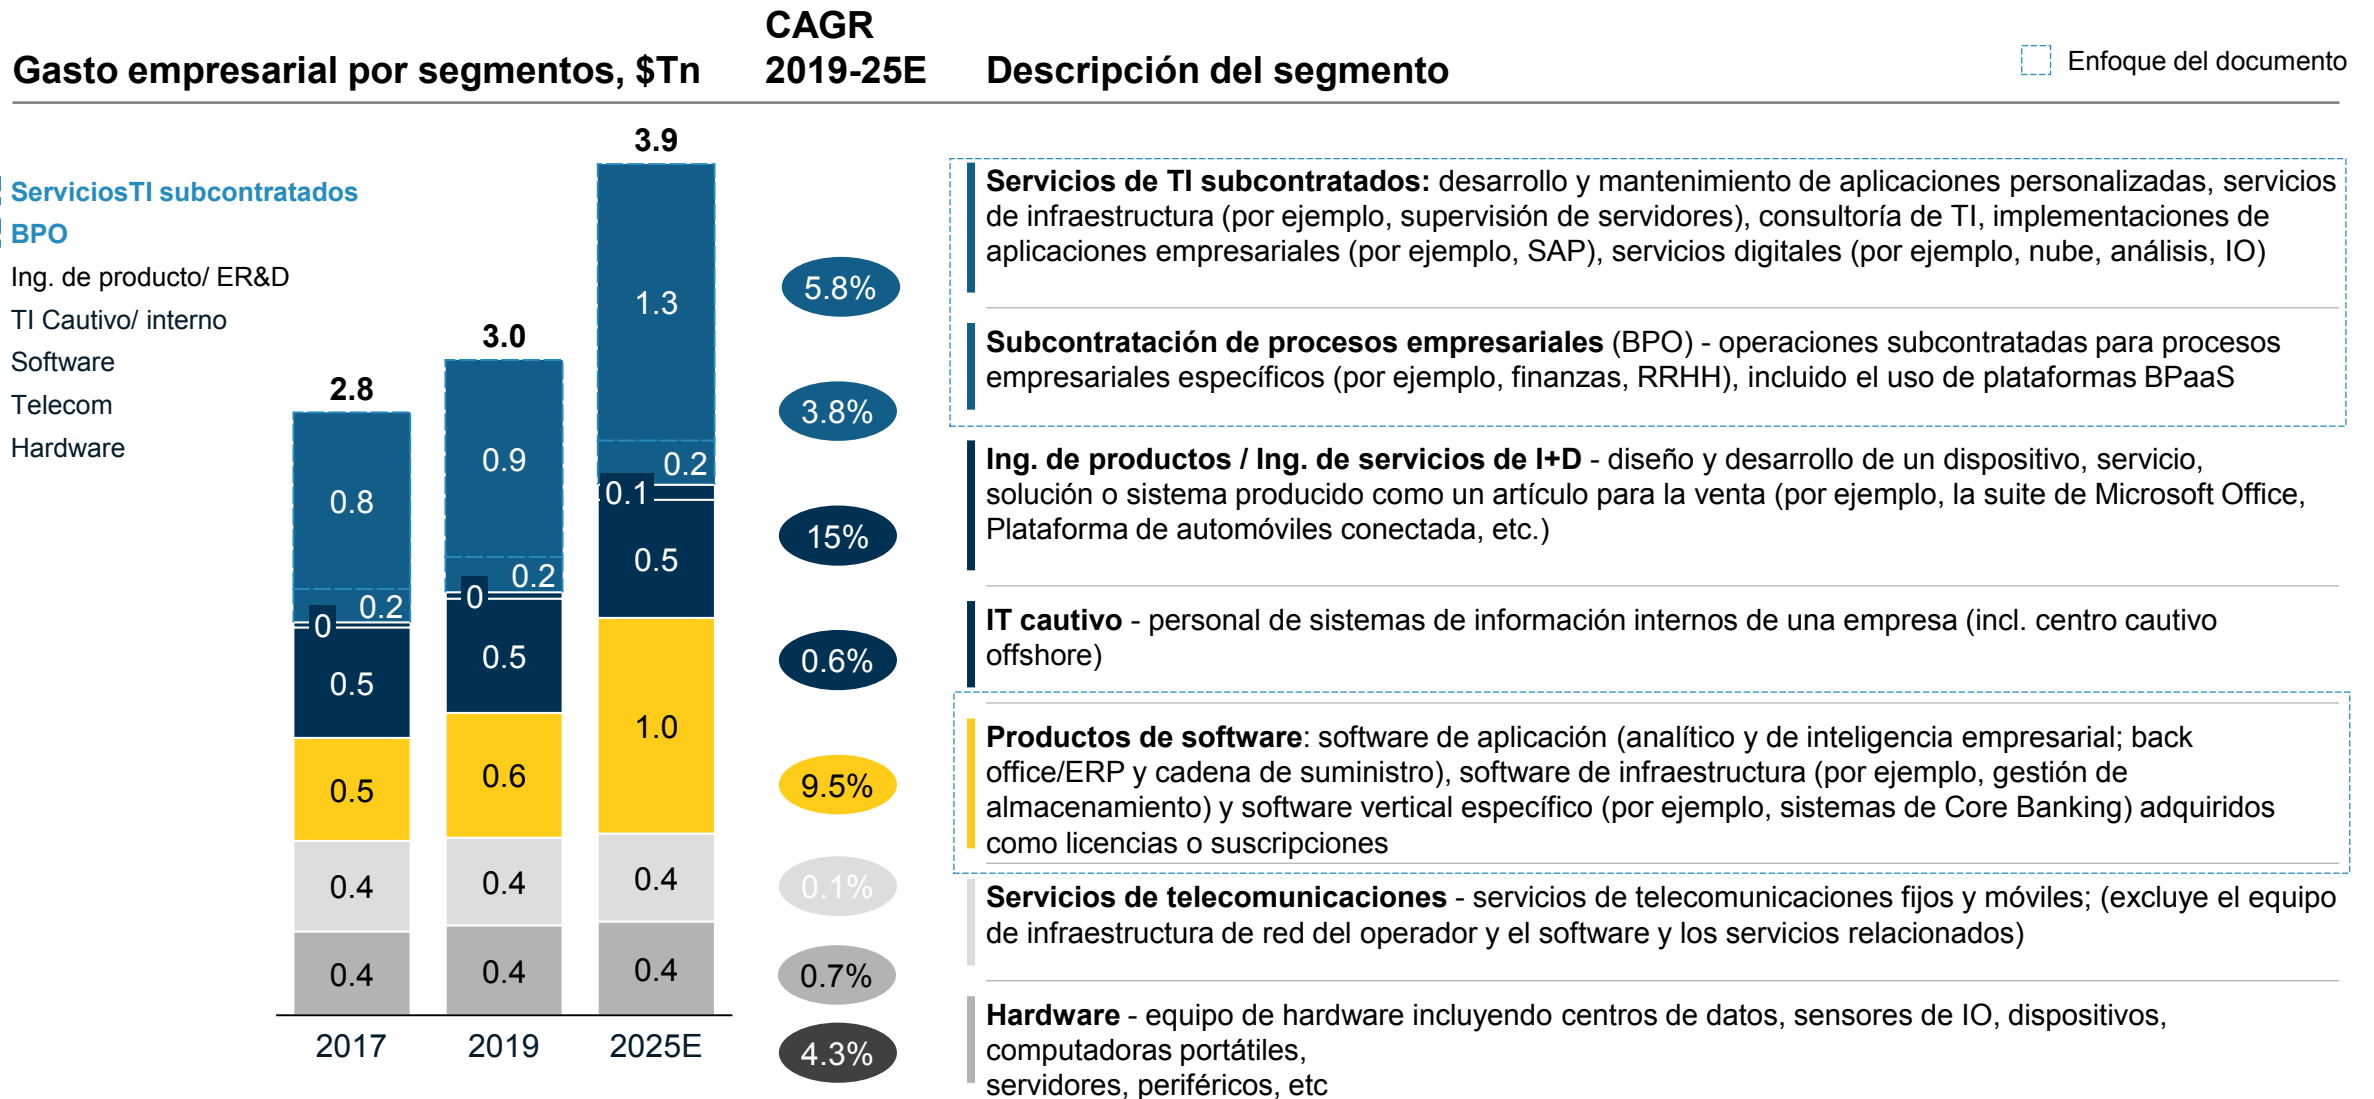 CAGR
2019-25E
Gasto empresarial por segmentos, $Tn
Descripción del segmento
Enfoque del documento
ServiciosTI subcontratados
BPO
Ing. de producto/ ER&D
TI Cautivo/ interno
Software
Telecom
Hardware
2.8
0.8
0.2
0
0.5
0.5
0.4
0.4
2017
3.0
0.9
0.2
0
0.5
0.6
0.4
0.4
2019
3.9
1.3
0.2
0.1
0.5
1.0
0.4
0.4
2025E
5.8%
3.8%
15%
0.6%
9.5%
0.1%
0.7%
4.3%
Servicios de TI subcontratados: desarrollo y mantenimiento de aplicaciones personalizadas, servicios
de infraestructura (por ejemplo, supervisión de servidores), consultoría de TI, implementaciones de
aplicaciones empresariales (por ejemplo, SAP), servicios digitales (por ejemplo, nube, análisis, IO)
Subcontratación de procesos empresariales (BPO) - operaciones subcontratadas para procesos
empresariales específicos (por ejemplo, finanzas, RRHH), incluido el uso de plataformas BPaaS
Ing. de productos / Ing. de servicios de I+D - diseño y desarrollo de un dispositivo, servicio,
solución o sistema producido como un artículo para la venta (por ejemplo, la suite de Microsoft Office,
Plataforma de automóviles conectada, etc.)
IT cautivo - personal de sistemas de información internos de una empresa (incl. centro cautivo
offshore)
Productos de software: software de aplicación (analítico y de inteligencia empresarial; back
office/ERP y cadena de suministro), software de infraestructura (por ejemplo, gestión de
almacenamiento) y software vertical específico (por ejemplo, sistemas de Core Banking) adquiridos
como licencias o suscripciones
Servicios de telecomunicaciones - servicios de telecomunicaciones fijos y móviles; (excluye el equipo
de infraestructura de red del operador y el software y los servicios relacionados)
Hardware - equipo de hardware incluyendo centros de datos, sensores de IO, dispositivos,
computadoras portátiles,
servidores, periféricos, etc